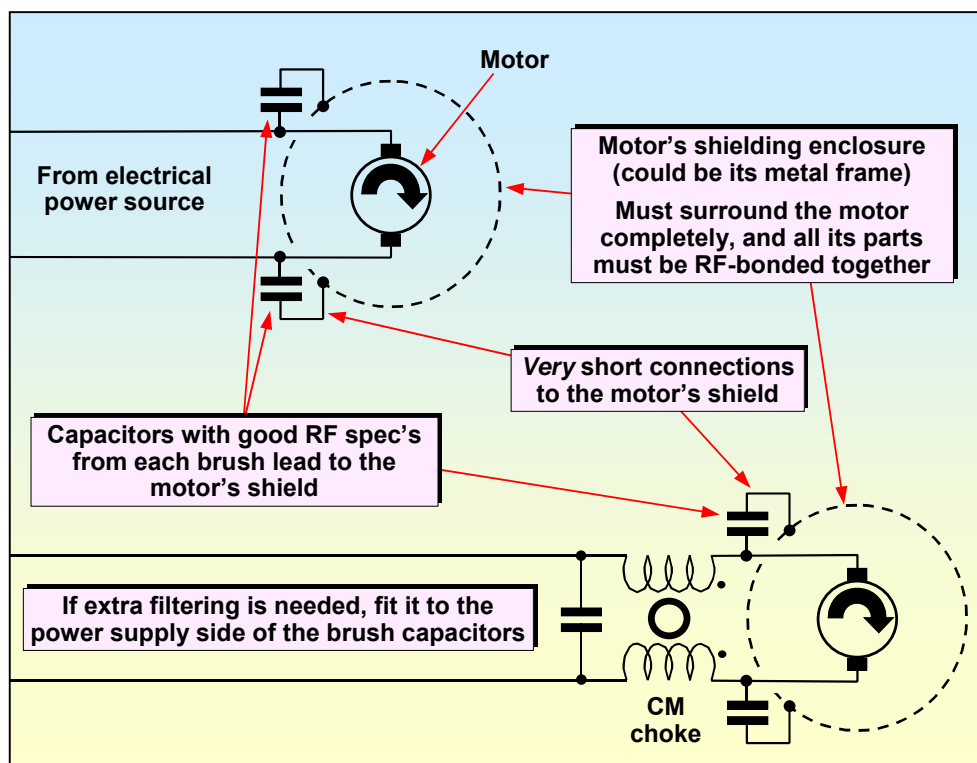 Motor
From electrical
power source
Motor’s shielding enclosure
(could be its metal frame)
Must surround the motor
completely, and all its parts
must be RF-bonded together
Very short connections
to the motor’s shield
Capacitors with good RF spec’s
from each brush lead to the
motor’s shield
If extra filtering is needed, fit it to the
power supply side of the brush capacitors
CM
choke